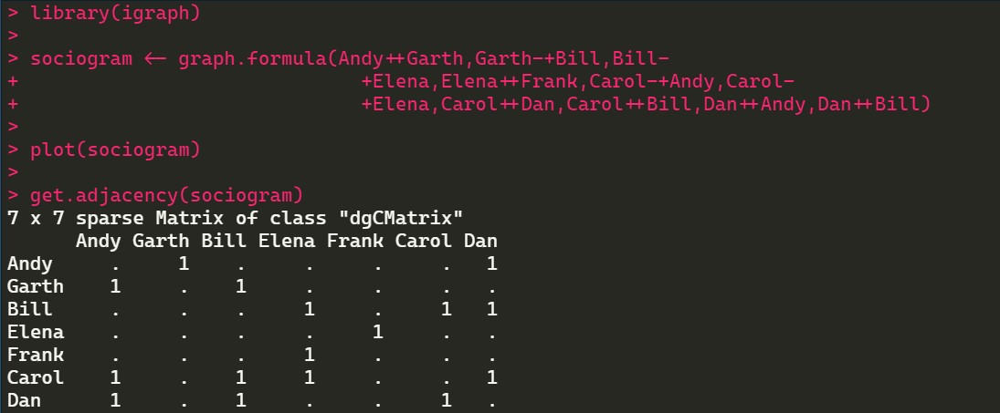 > library(igraph)
>
> sociogram <- graph.formula(Andy++Garth,Garth-+Bill,Bill-
+                               +Elena,Elena++Frank,Carol-+Andy,Carol-
+                               +Elena,Carol++Dan,Carol++Bill,Dan++Andy,Dan++Bill)
>
> plot(sociogram)
>
> get.adjacency(sociogram)
7 x 7 sparse Matrix of class "dgCMatrix"
      Andy Garth Bill Elena Frank Carol Dan
Andy     .     1    .     .     .     .   1
Garth    1     .    1     .     .     .   .
Bill     .     .    .     1     .     1   1
Elena    .     .    .     .     1     .   .
Frank    .     .    .     1     .     .   .
Carol    1     .    1     1     .     .   1
Dan      1     .    1     .     .     1   .